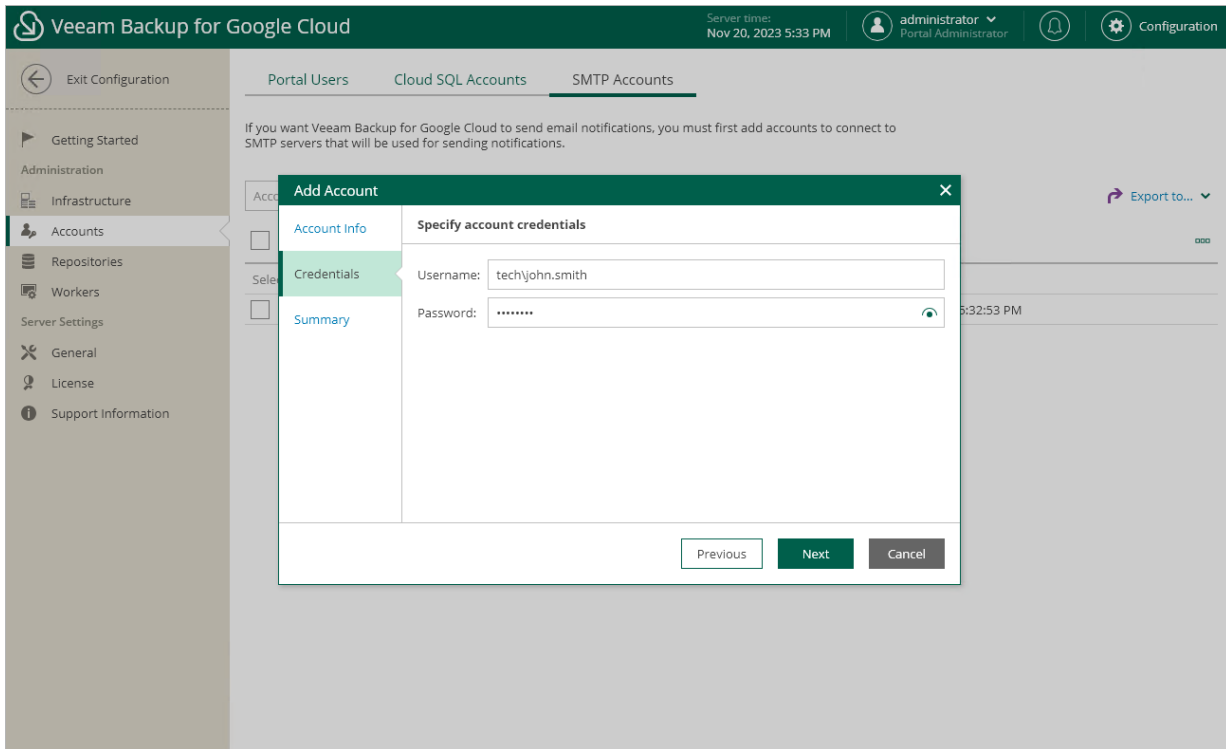 Veeam Backup for Google Cloud
Server time:
Nov 20, 2023 5:33 PM
administrator
Portal Administrator
Configuration
Exit Configuration
Getting Started
Administration
Infrastructure
Accounts
Repositories
Workers
Server Settings
General
License
Support Information
Portal Users
Cloud SQL Accounts
SMTP Accounts
If you want Veeam Backup for Google Cloud to send email notifications, you must first add accounts to connect to
SMTP servers that will be used for sending notifications.
Export to...
:32:53 PM
Add Account
Account Info
Credentials
Summary
Specify account credentials
Username: tech\john.smith
Password: ••••••••
Previous
Next
Cancel